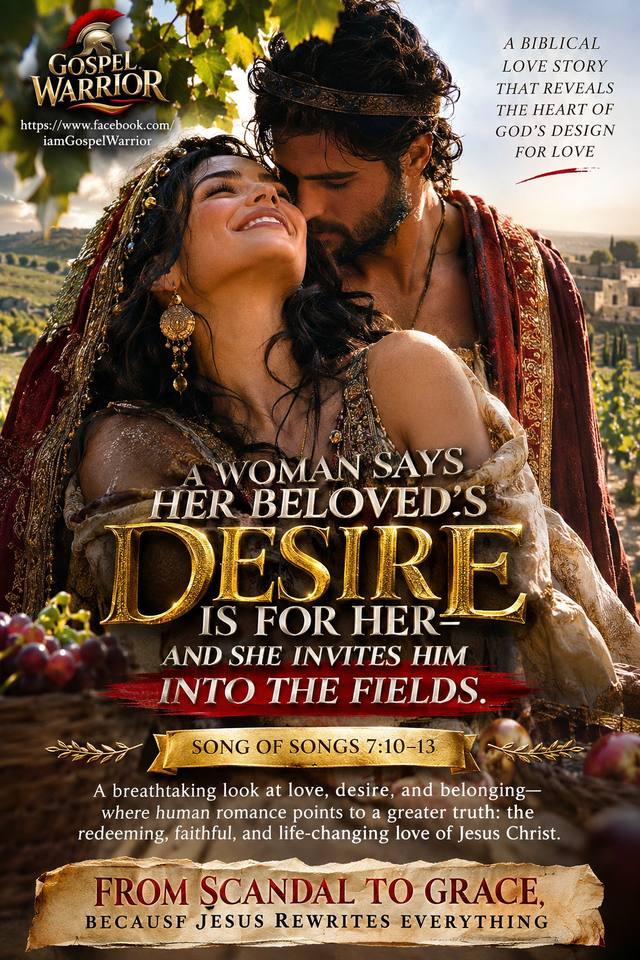 GOSPEL
WARRIOR
https://www.facebook.com/
iamGospelWarrior
A BIBLICAL
LOVE STORY
THAT REVEALS
THE HEART OF
GOD'S DESIGN
FOR LOVE
A WOMAN SAYS
HER BELOVED'S
DESIRE
IS FOR HER–
AND SHE INVITES HIM
INTO THE FIELDS.
SONG OF SONGS 7:10–13
A breathtaking look at love, desire, and belonging—
where human romance points to a greater truth: the
redeeming, faithful, and life-changing love of Jesus Christ.
FROM SCANDAL TO GRACE,
BECAUSF JESUS REWRITES EVERYTHING